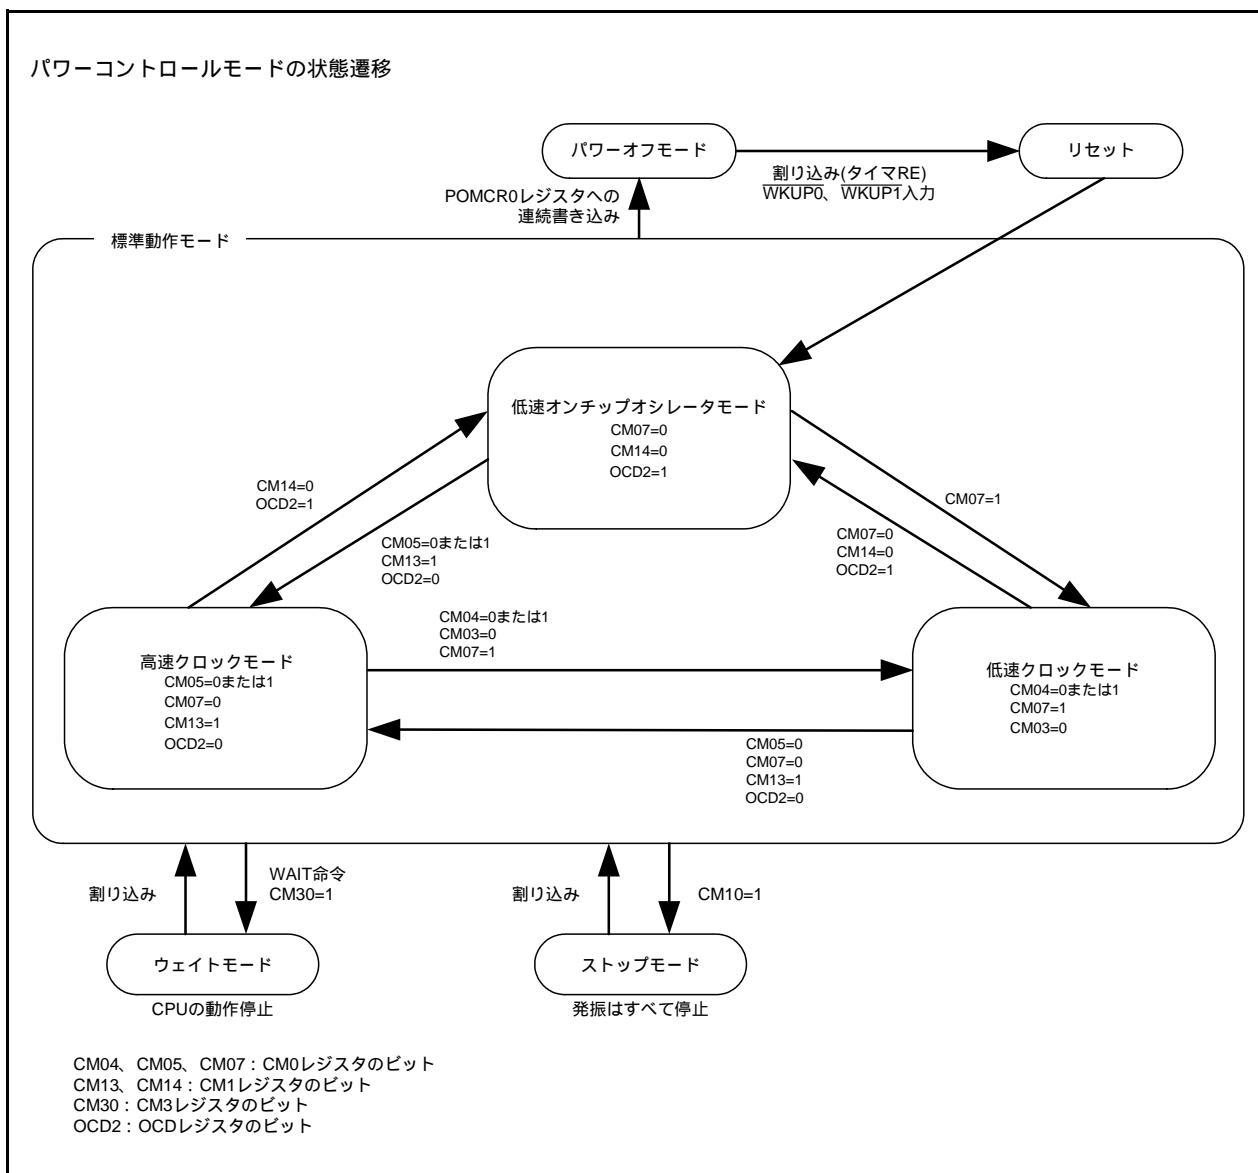 パワーコントロールモードの状態遷移
パワーオフモード
リセット
割り込み(タイマRE)
WKUP0、WKUP1入力
POMCR0レジスタへの
連続書き込み
標準動作モード
低速オンチップオシレータモード
CM07=0
CM14=0
OCD2=1
CM14=0
OCD2=1
CM07=1
CM05=0または1
CM13=1
OCD2=0
CM07=0
CM14=0
OCD2=1
高速クロックモード
CM05=0または1
CM07=0
CM13=1
OCD2=0
CM04=0または1
CM03=0
CM07=1
低速クロックモード
CM04=0または1
CM07=1
CM03=0
CM05=0
CM07=0
CM13=1
OCD2=0
割り込み
WAIT命令
CM30=1
割り込み
CM10=1
ウェイトモード
CPUの動作停止
ストップモード
発振はすべて停止
CM04、CM05、CM07：CM0レジスタのビット
CM13、CM14：CM1レジスタのビット
CM30：CM3レジスタのビット
OCD2：OCDレジスタのビット